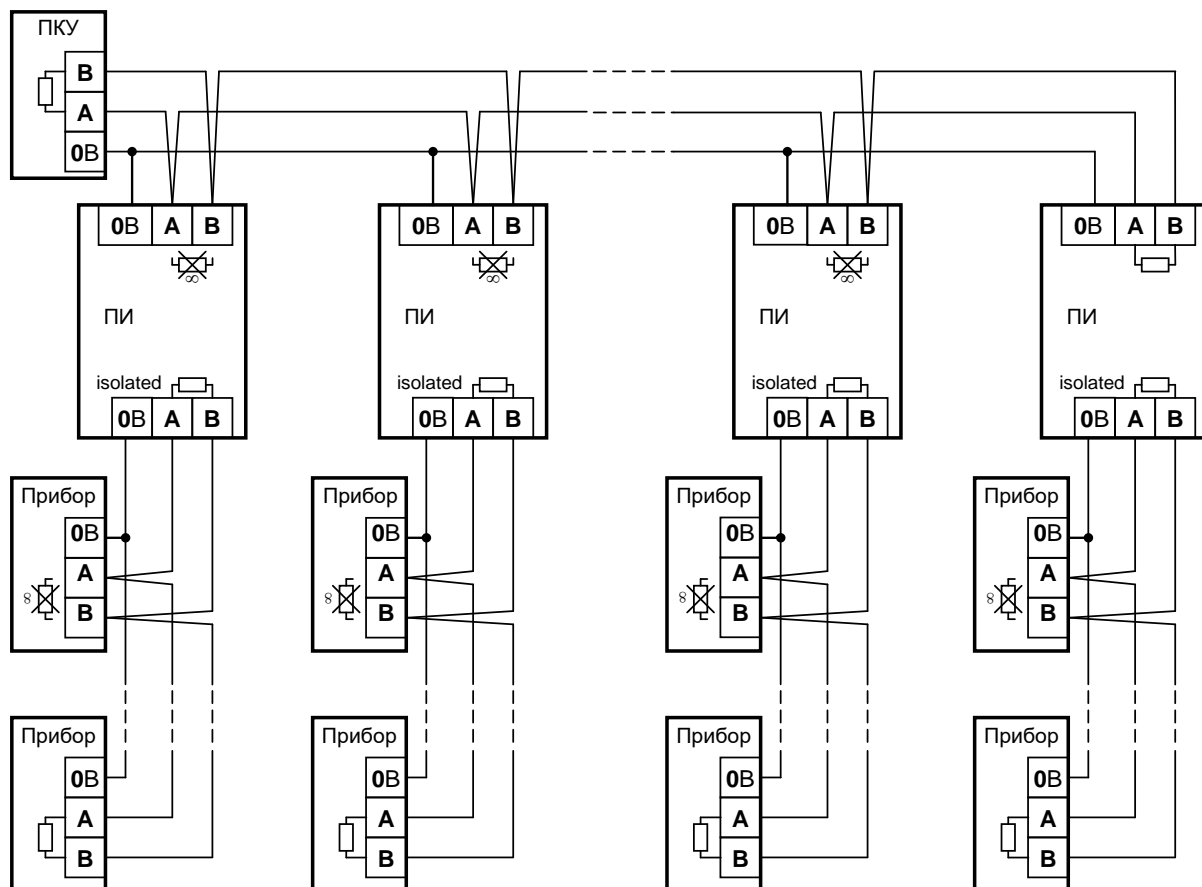 ПКУ
B
A
0В
0В A B
0В A B
0В A B
0В A B
∞
∞
∞
ПИ
ПИ
ПИ
ПИ
isolated
isolated
isolated
isolated
0В A B
0В A B
0В A B
0В A B
Прибор
Прибор
Прибор
Прибор
0В
0В
0В
0В
A
A
A
A
∞
∞
∞
∞
B
B
B
B
Прибор
Прибор
Прибор
Прибор
0В
0В
0В
0В
A
A
A
A
B
B
B
B